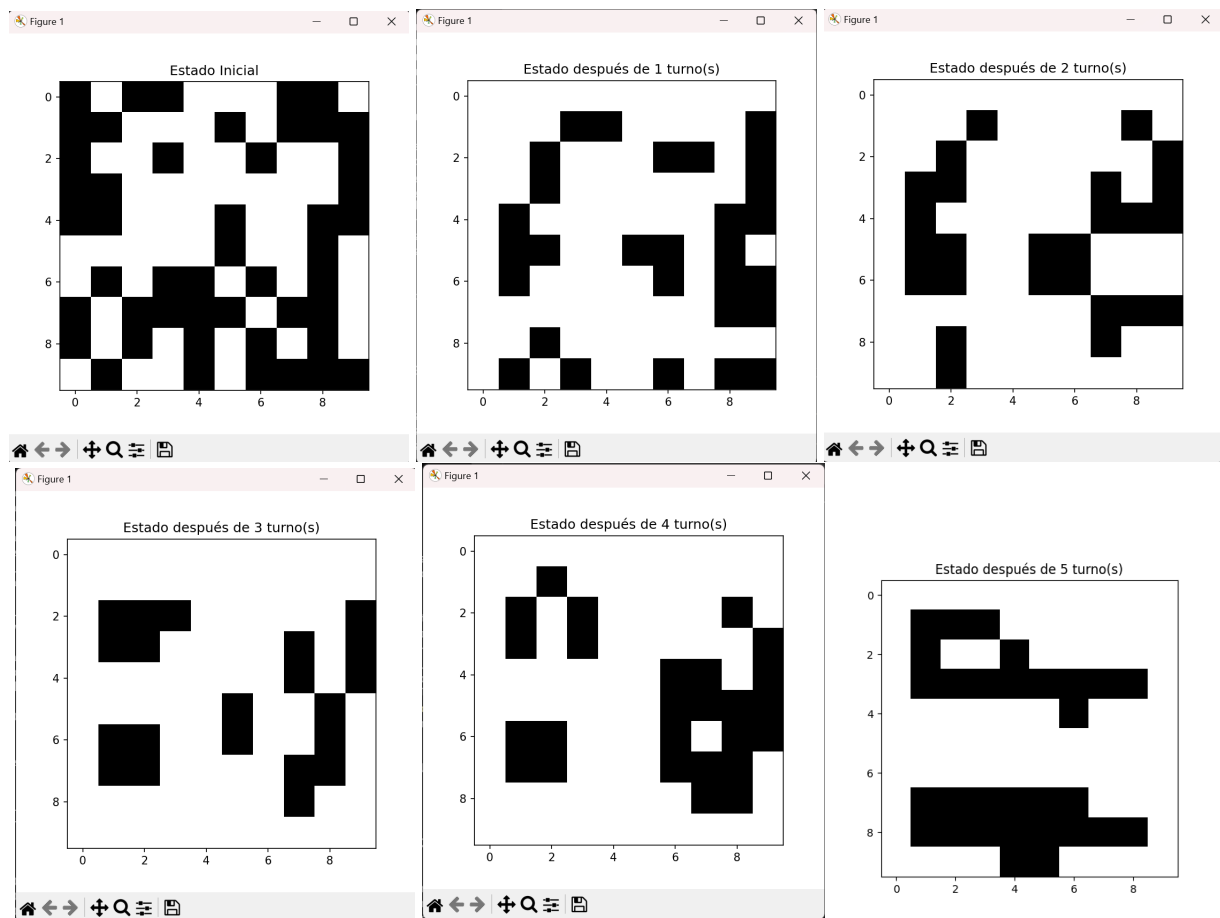 Figure 1
Estado Inicial
0
2
4
6
8
0 2 4 6 8
Figure 1
Estado después de 1 turno(s)
0
2
4
6
8
0 2 4 6 8
Figure 1
Estado después de 2 turno(s)
0
2
4
6
8
0 2 4 6 8
Figure 1
Estado después de 3 turno(s)
0
2
4
6
8
0 2 4 6 8
Figure 1
Estado después de 4 turno(s)
0
2
4
6
8
0 2 4 6 8
Estado después de 5 turno(s)
0
2
4
6
8
0 2 4 6 8